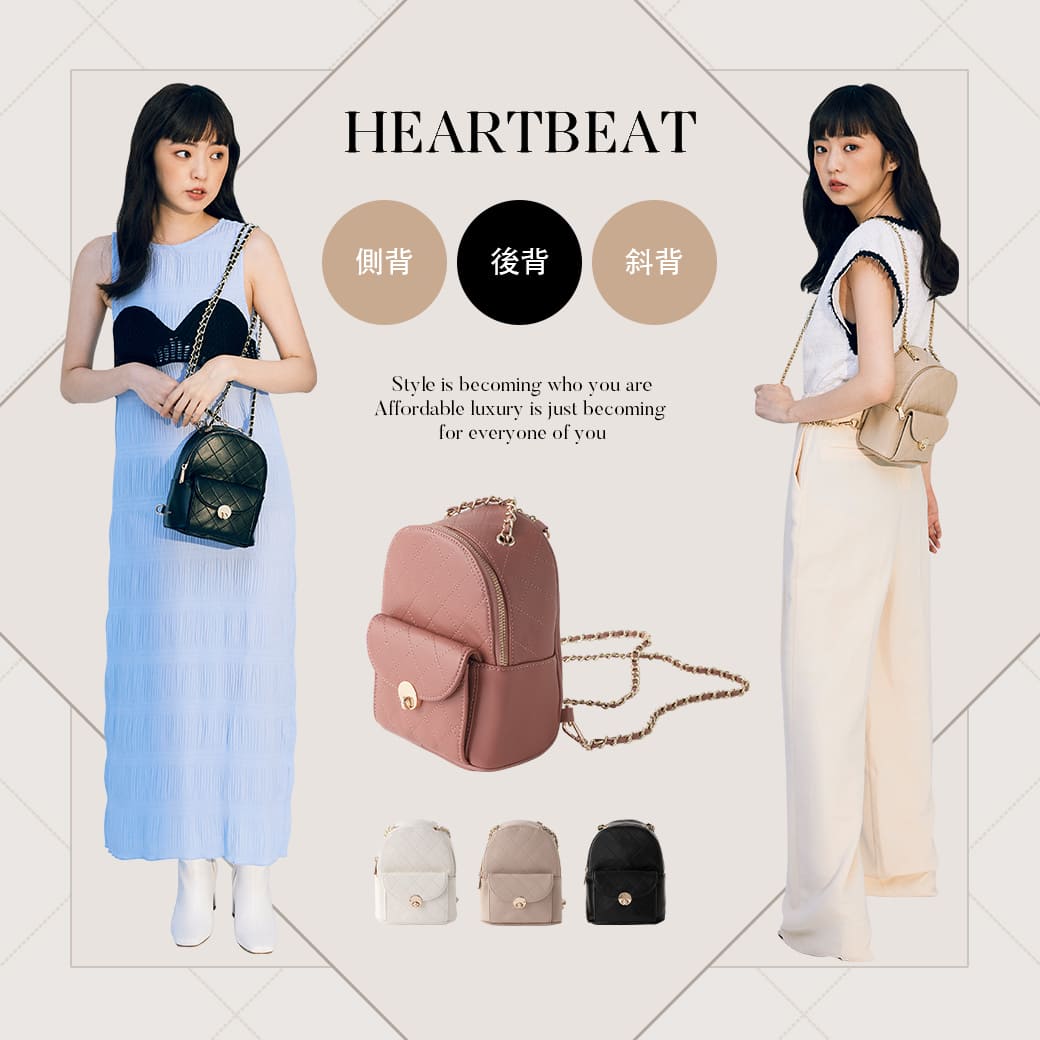 HEARTBEAT
側背
後背
斜背
Style is becoming who you are
Affordable luxury is just becoming
for everyone of you